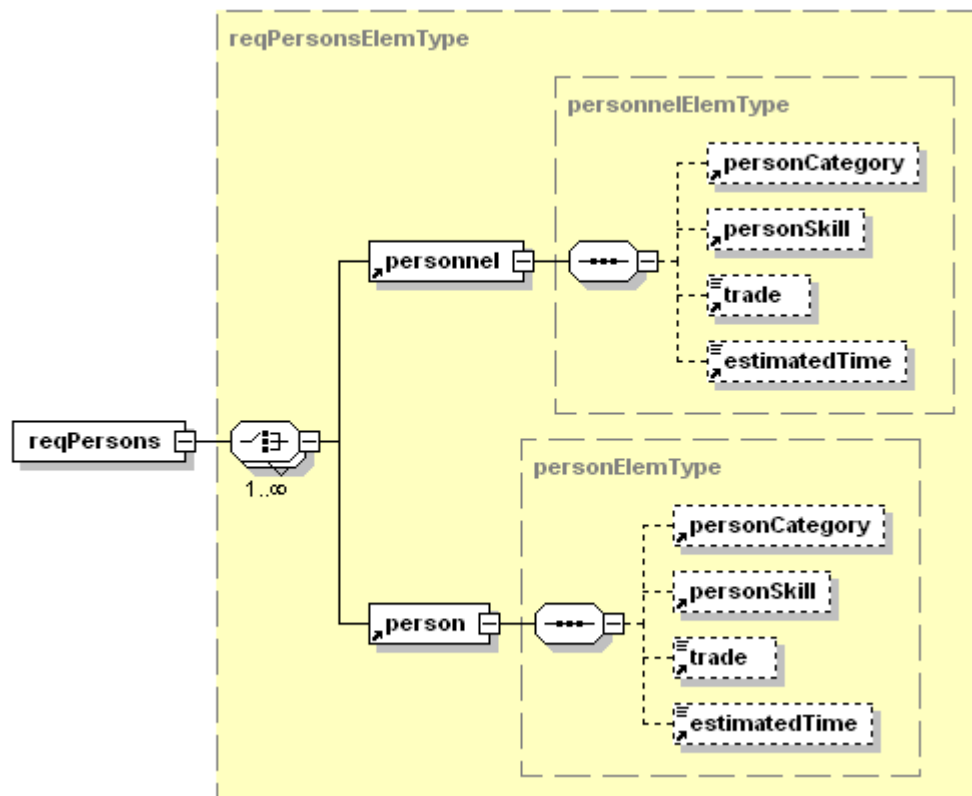 reqPersonsElemType
personnelElemType
personCategory
personSkill
personnel
trade
estimatedTime
reqPersons
1..∞
personElemType
personCategory
personSkill
person
trade
estimatedTime